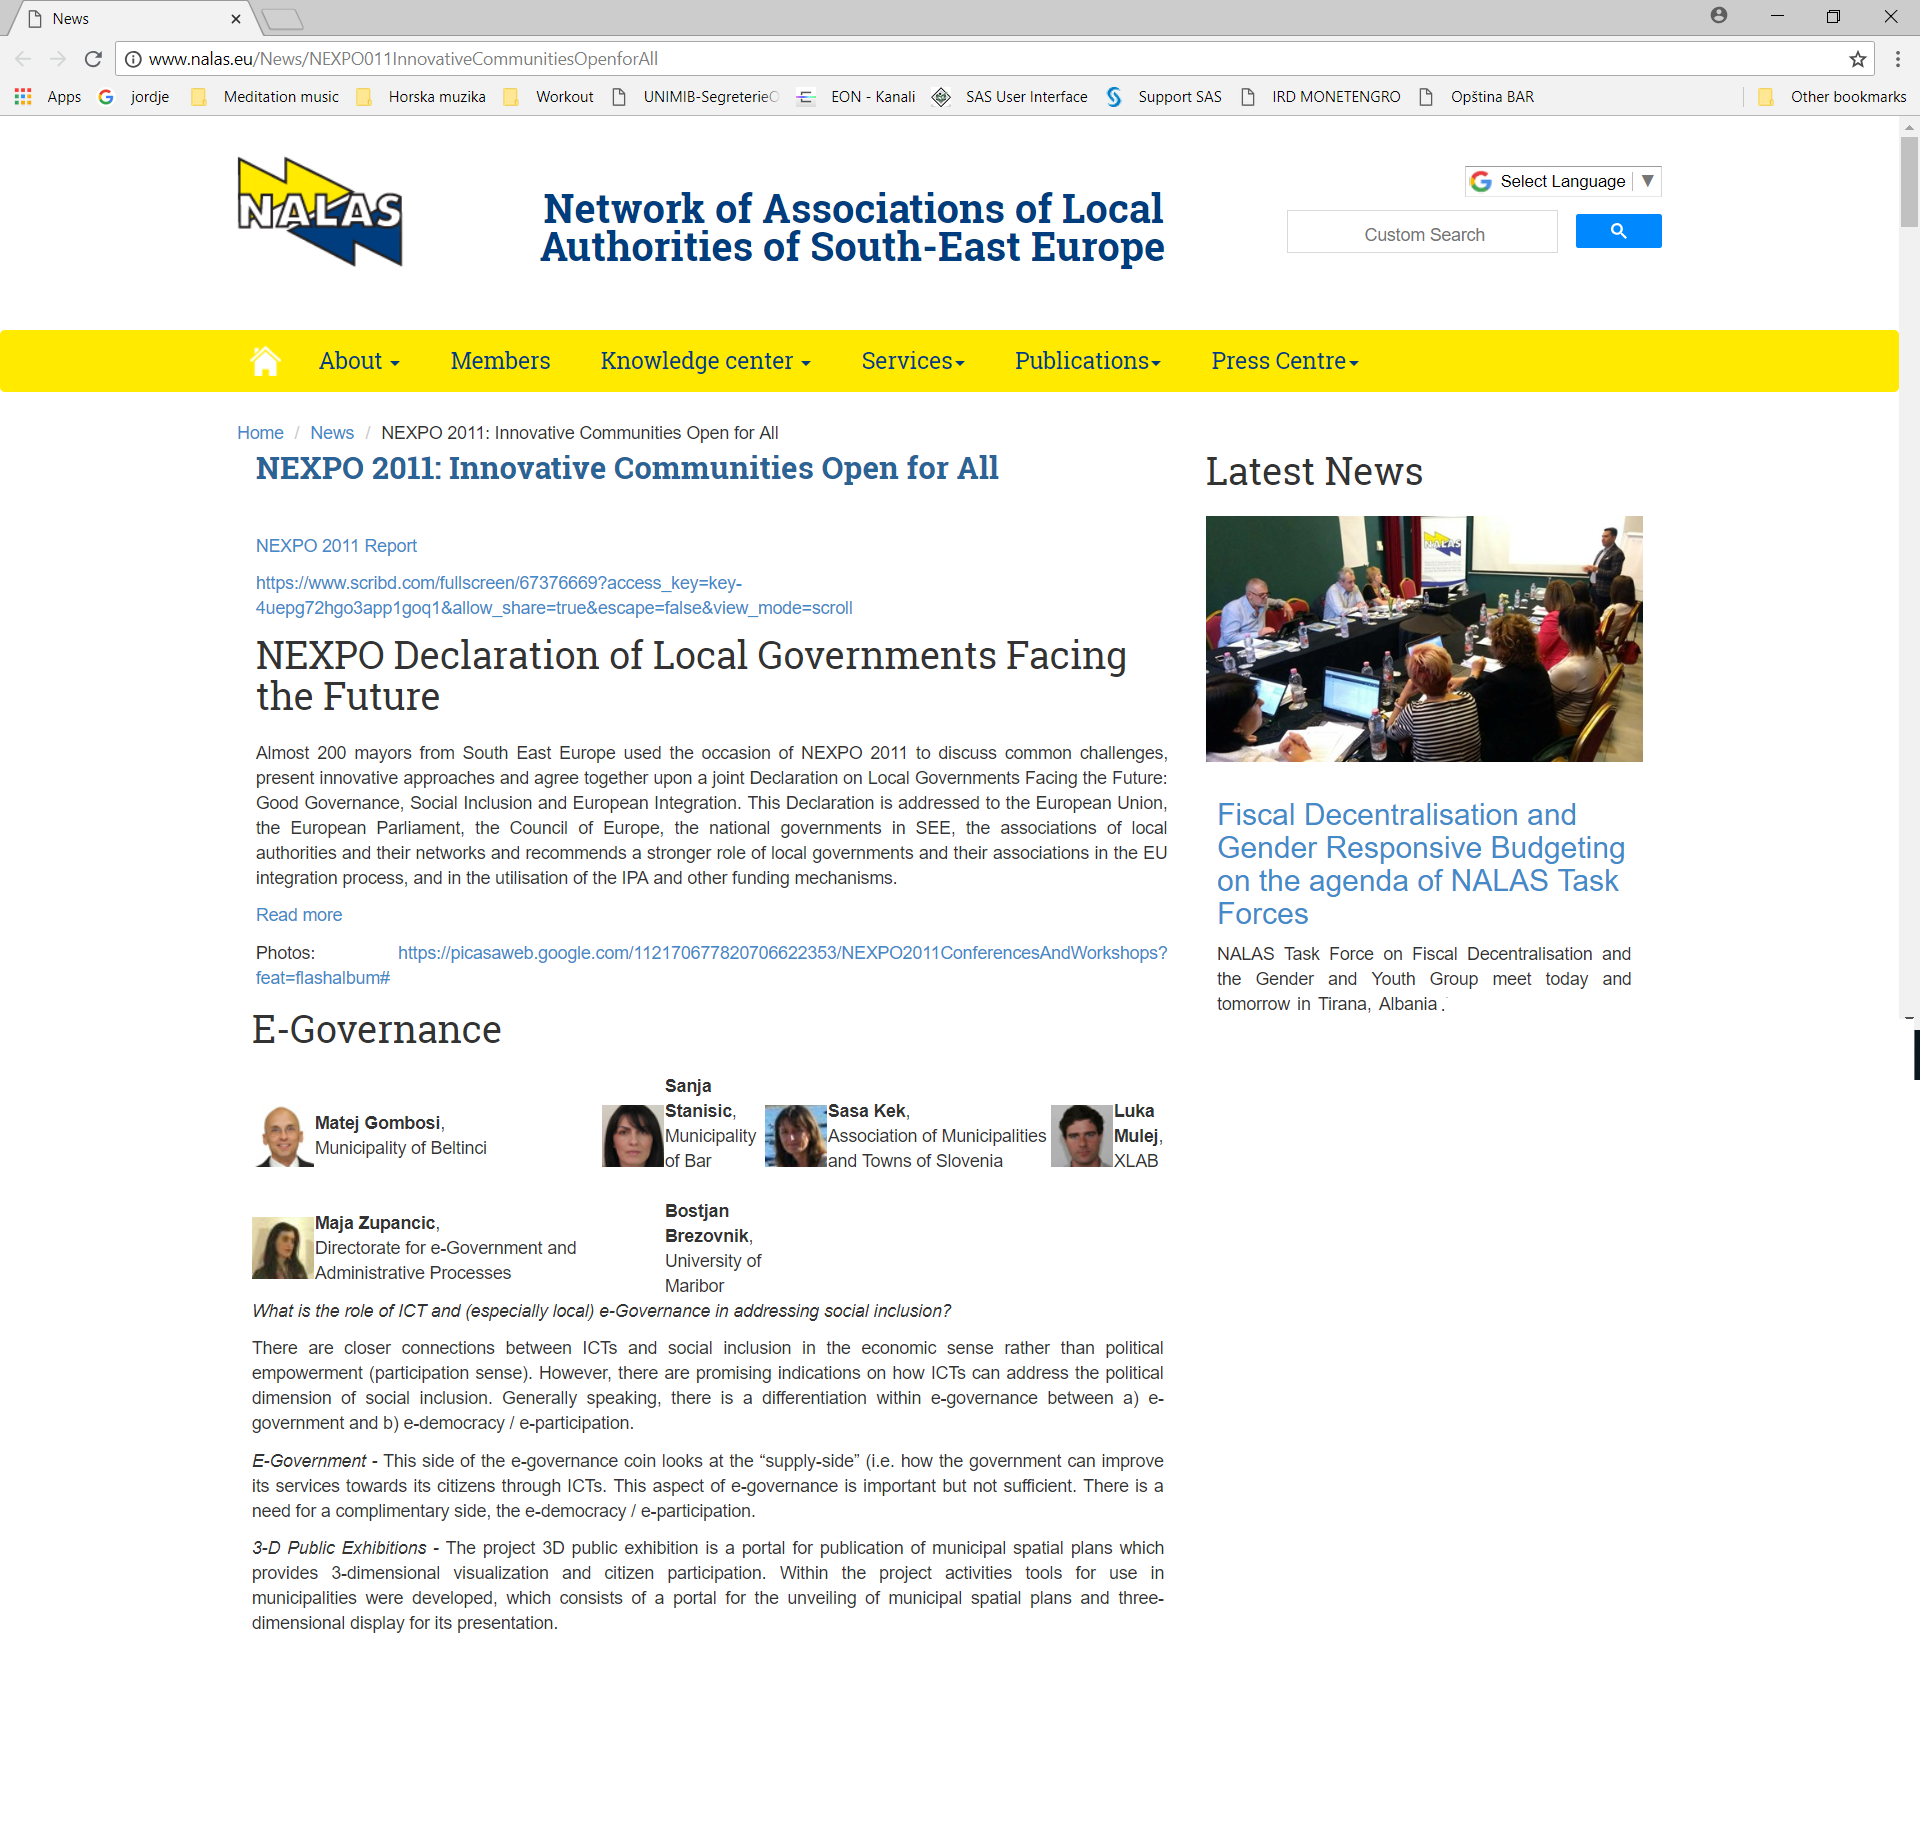 News
www.nalas.eu/News/NEXPO011InnovativeCommunitiesOpenforAll
Apps jordje Meditation music Horska muzika Workout UNIMIB-SegreterieO EON - Kanali SAS User Interface Support SAS IRD MONETENGRO Opština BAR Other bookmarks
NALAS
Network of Associations of Local
Authorities of South-East Europe
Select Language ▼
Custom Search
About Members Knowledge center Services Publications Press Centre
Home / News / NEXPO 2011: Innovative Communities Open for All
NEXPO 2011: Innovative Communities Open for All
NEXPO 2011 Report
https://www.scribd.com/fullscreen/67376669?access_key=key-
4uepg72hgo3app1goq1&allow_share=true&escape=false&view_mode=scroll
NEXPO Declaration of Local Governments Facing
the Future
Almost 200 mayors from South East Europe used the occasion of NEXPO 2011 to discuss common challenges,
present innovative approaches and agree together upon a joint Declaration on Local Governments Facing the Future:
Good Governance, Social Inclusion and European Integration. This Declaration is addressed to the European Union,
the European Parliament, the Council of Europe, the national governments in SEE, the associations of local
authorities and their networks and recommends a stronger role of local governments and their associations in the EU
integration process, and in the utilisation of the IPA and other funding mechanisms.
Read more
Photos: https://picasaweb.google.com/112170677820706622353/NEXPO2011ConferencesAndWorkshops?
feat=flashalbum#
E-Governance
Matej Gombosi,
Municipality of Beltinci
Sanja
Stanisic,
Municipality
of Bar
Sasa Kek,
Association of Municipalities
and Towns of Slovenia
Luka
Mulej,
XLAB
Maja Zupancic,
Directorate for e-Government and
Administrative Processes
Bostjan
Brezovnik,
University of
Maribor
What is the role of ICT and (especially local) e-Governance in addressing social inclusion?
There are closer connections between ICTs and social inclusion in the economic sense rather than political
empowerment (participation sense). However, there are promising indications on how ICTs can address the political
dimension of social inclusion. Generally speaking, there is a differentiation within e-governance between a) e-
government and b) e-democracy / e-participation.
E-Government - This side of the e-governance coin looks at the “supply-side” (i.e. how the government can improve
its services towards its citizens through ICTs. This aspect of e-governance is important but not sufficient. There is a
need for a complimentary side, the e-democracy / e-participation.
3-D Public Exhibitions - The project 3D public exhibition is a portal for publication of municipal spatial plans which
provides 3-dimensional visualization and citizen participation. Within the project activities tools for use in
municipalities were developed, which consists of a portal for the unveiling of municipal spatial plans and three-
dimensional display for its presentation.
Latest News
NALAS
Fiscal Decentralisation and
Gender Responsive Budgeting
on the agenda of NALAS Task
Forces
NALAS Task Force on Fiscal Decentralisation and
the Gender and Youth Group meet today and
tomorrow in Tirana, Albania .